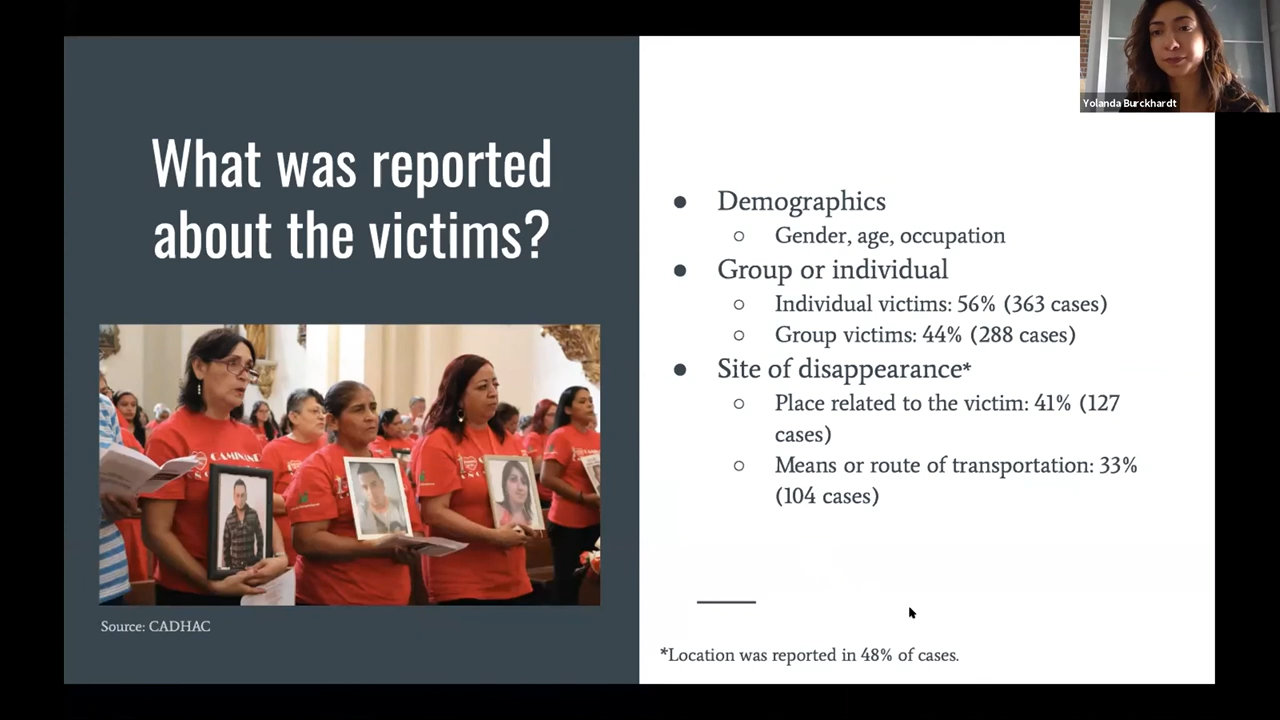 Yolanda Burckhardt
What was reported
about the victims?
Source: CADHAC
● Demographics
○ Gender, age, occupation
● Group or individual
○ Individual victims: 56% (363 cases)
○ Group victims: 44% (288 cases)
● Site of disappearance*
○ Place related to the victim: 41% (127
cases)
○ Means or route of transportation: 33%
(104 cases)
*Location was reported in 48% of cases.